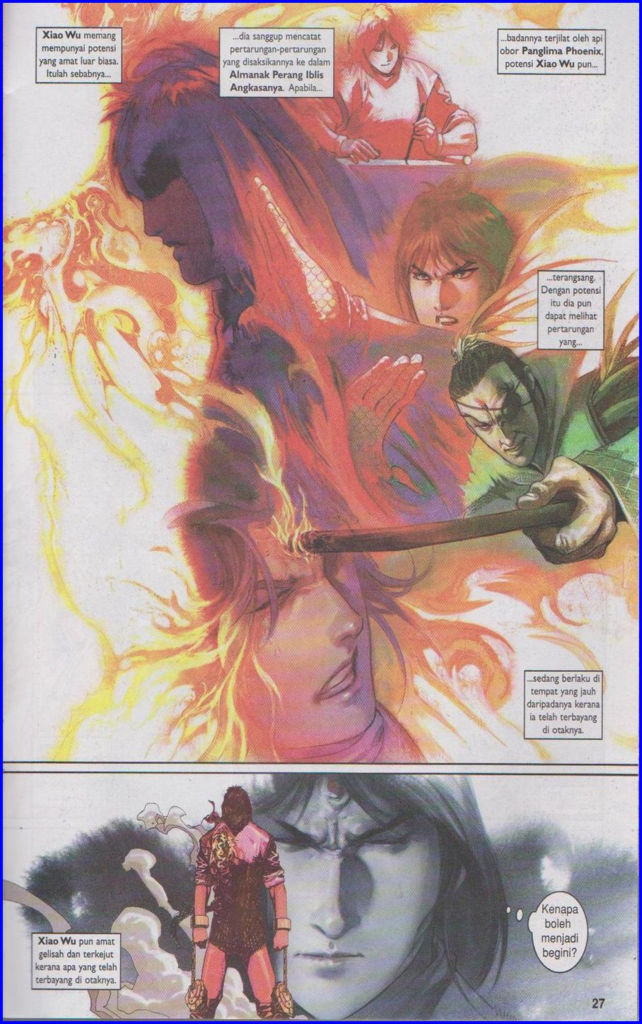 Xiao Wu memang
mempunyai potensi
yang amat luar biasa.
Itulah sebabnya...
...dia sanggup mencatat
pertarungan-pertarungan
yang disaksikannya ke dalam
Almanak Perang Iblis
Angkasanya. Apabila...
...badannya terjilat oleh api
obor Panglima Phoenix,
potensi Xiao Wu pun...
...terangsang.
Dengan potensi
itu dia pun
dapat melihat
pertarungan
yang...
...sedang berlaku di
tempat yang jauh
daripadanya kerana
ia telah terbayang
di otaknya.
Xiao Wu pun amat
gelisah dan terkejut
kerana apa yang telah
terbayang di otaknya.
Kenapa
boleh
menjadi
begini?
27